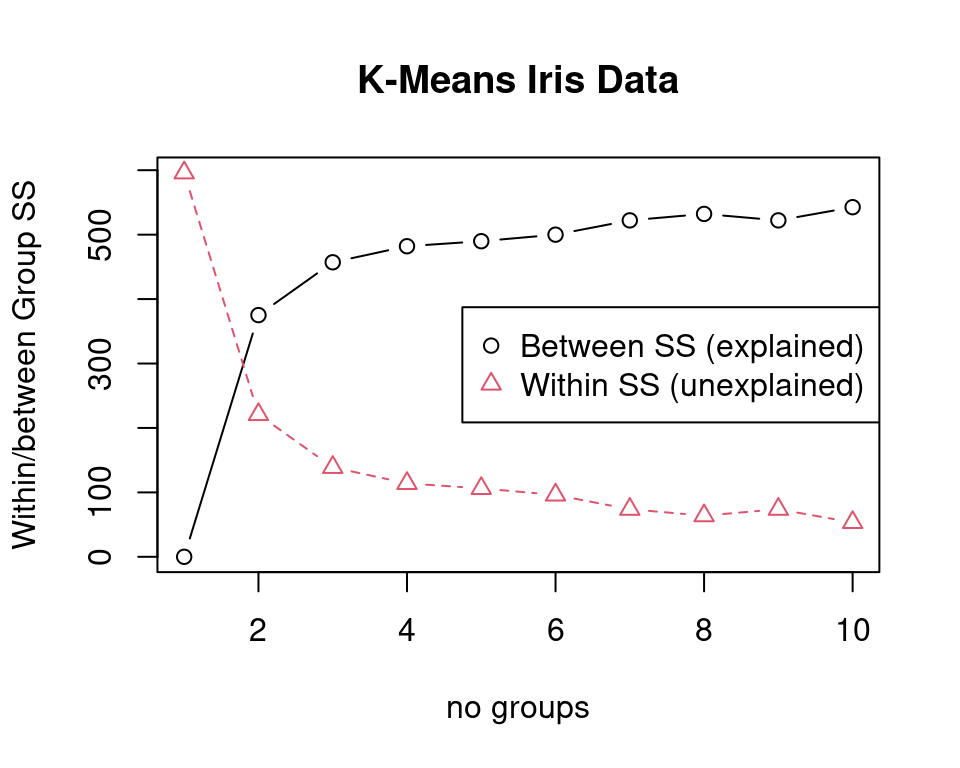 K-Means Iris Data
Within/between Group SS
500
300
100
0
Between SS (explained)
Within SS (unexplained)
2 4 6 8 10
no groups